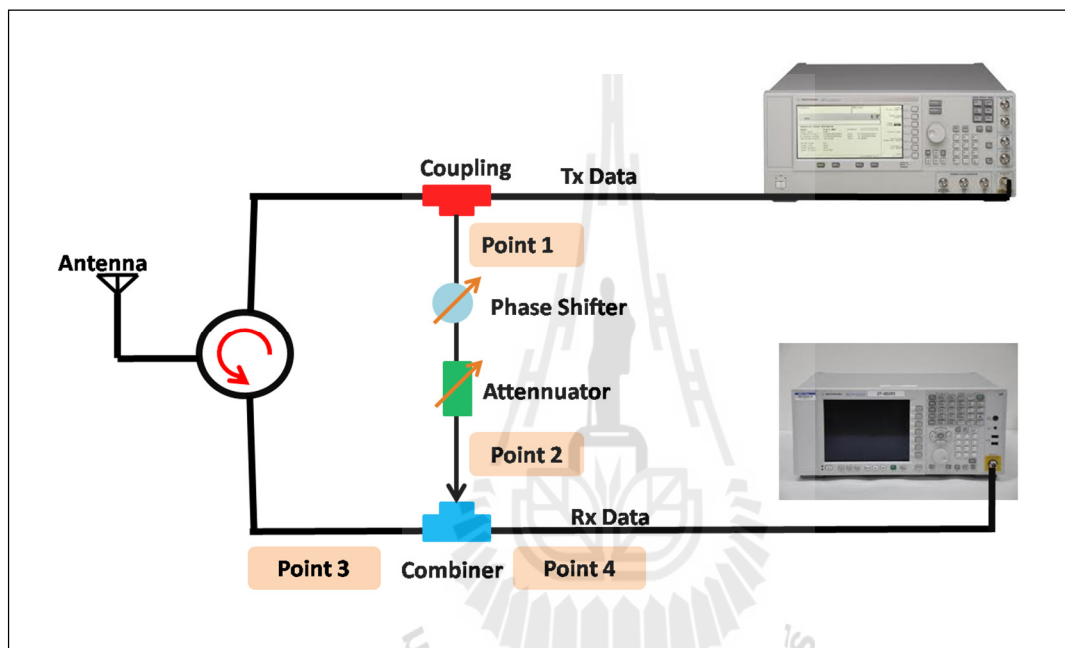 Coupling
Tx Data
Point 1
Antenna
Phase Shifter
Attennuator
Point 2
Rx Data
Point 3
Combiner
Point 4